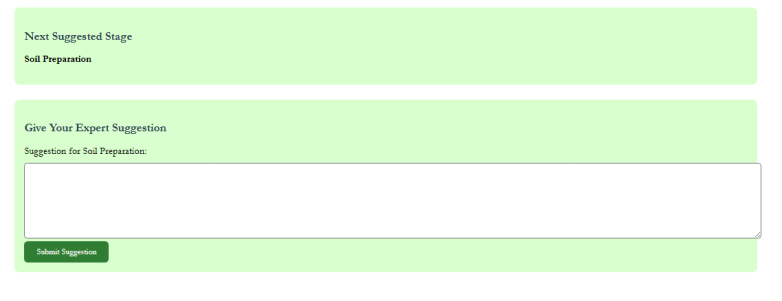 Next Suggested Stage
Soil Preparation
Give Your Expert Suggestion
Suggestion for Soil Preparation:
Submit Suggestion